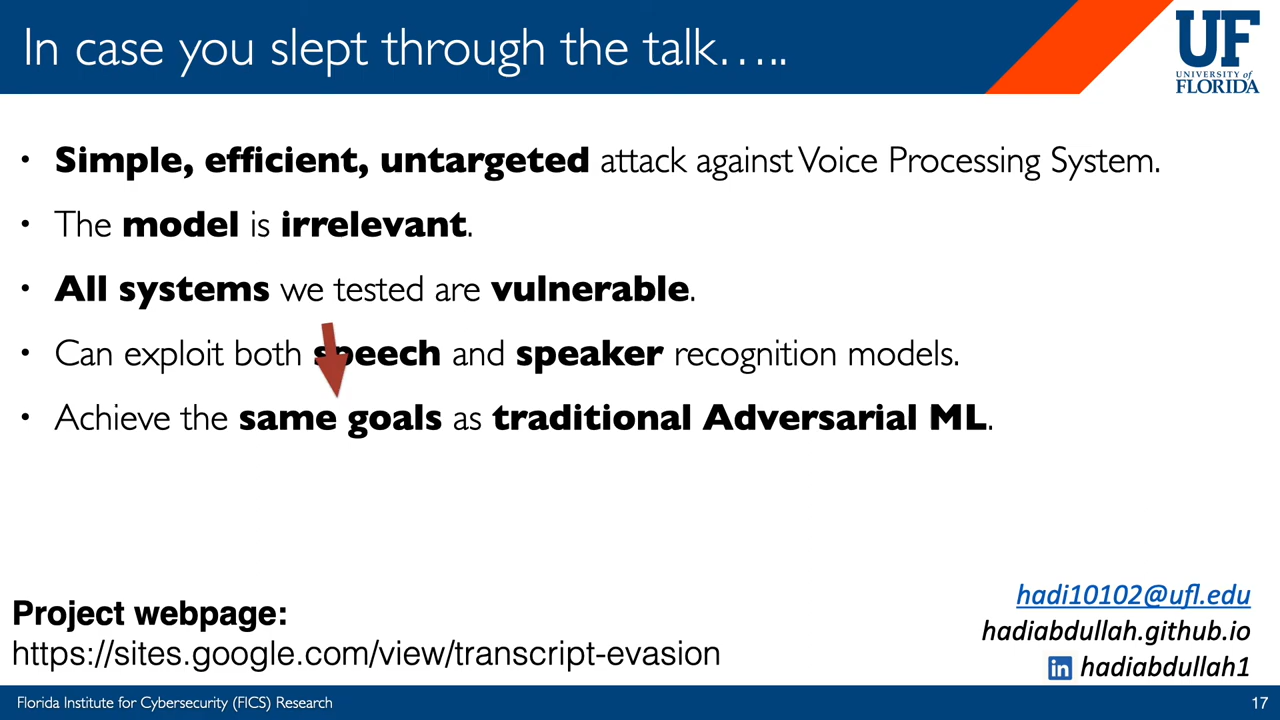 In case you slept through the talk…..
UF
UNIVERSITY of
FLORIDA
• Simple, efficient, untargeted attack against Voice Processing System.
• The model is irrelevant.
• All systems we tested are vulnerable.
• Can exploit both speech and speaker recognition models.
• Achieve the same goals as traditional Adversarial ML.
hadi10102@ufl.edu
hadiabdullah.github.io
in hadiabdullah1
Project webpage:
https://sites.google.com/view/transcript-evasion
Florida Institute for Cybersecurity (FICS) Research
17